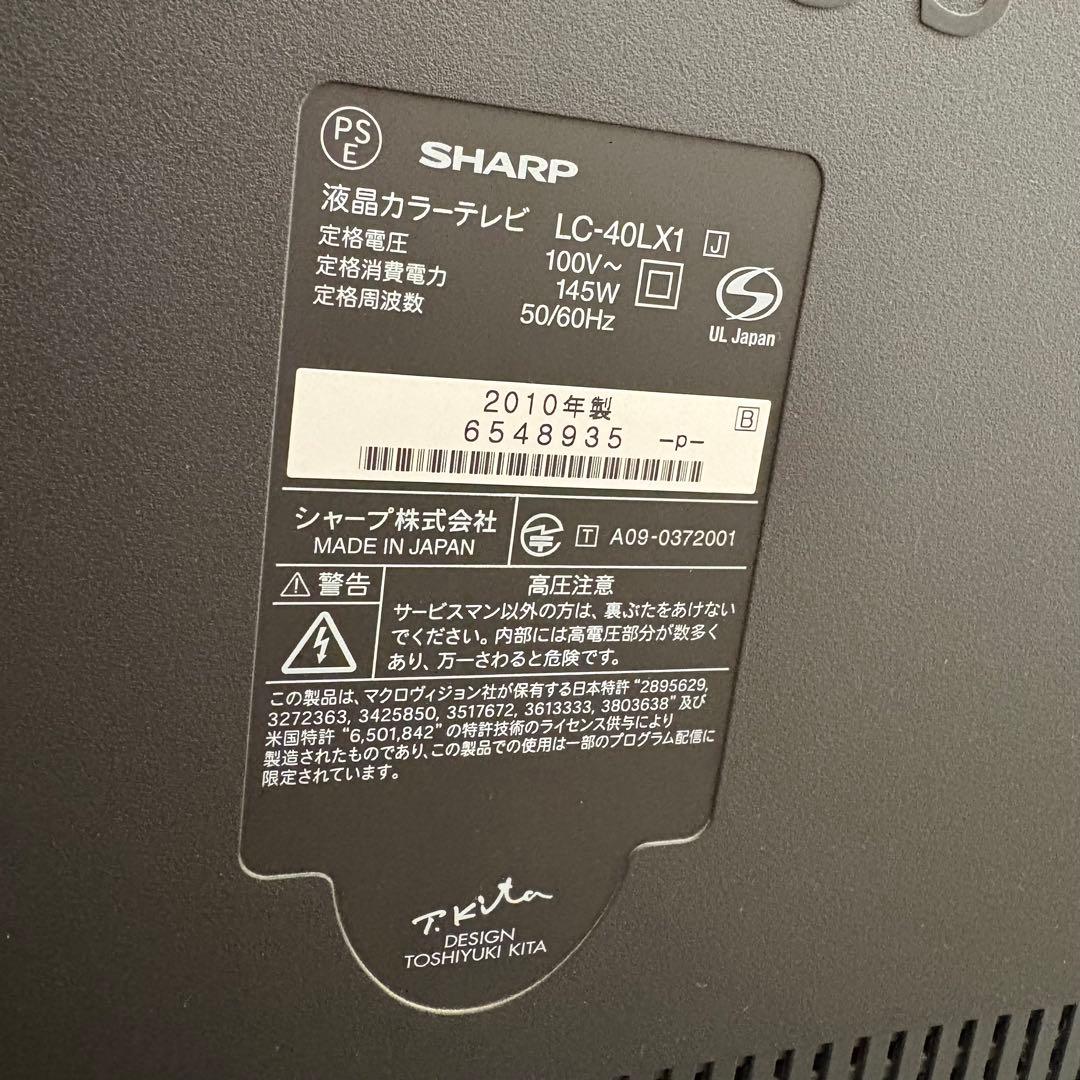 PS
E
SHARP
液晶カラーテレビ LC-40LX1 J
定格電圧 100V~
定格消費電力 145W
定格周波数 50/60Hz
S
UL Japan
2010年製 B
6548935 -p-
シャープ株式会社
MADE IN JAPAN
T A09-0372001
警告
高圧注意
サービスマン以外の方は、裏ぶたをあけない
でください。内部には高電圧部分が数多く
あり、万一さわると危険です。
この製品は、マクロヴィジョン社が保有する日本特許 "2895629,
3272363, 3425850, 3517672, 3613333, 3803638" 及び
米国特許 "6,501,842" の特許技術のライセンス供与により
製造されたものであり、この製品での使用は一部のプログラム配信に
限定されています。
T. Kita
DESIGN
TOSHIYUKI KITA